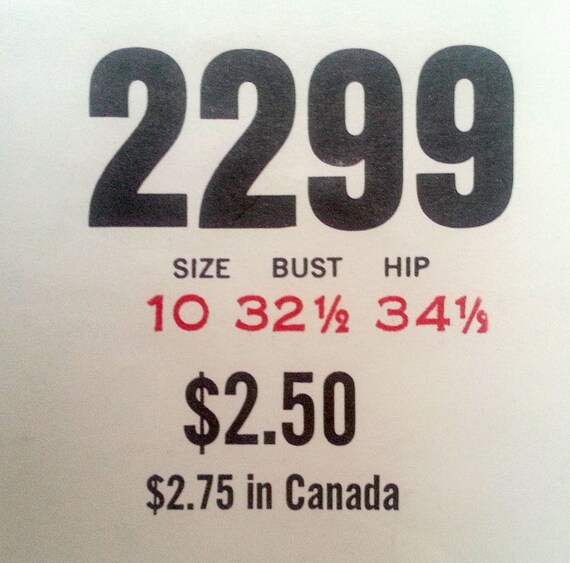 2299
SIZE BUST HIP
10 32½ 34½
$2.50
$2.75 in Canada